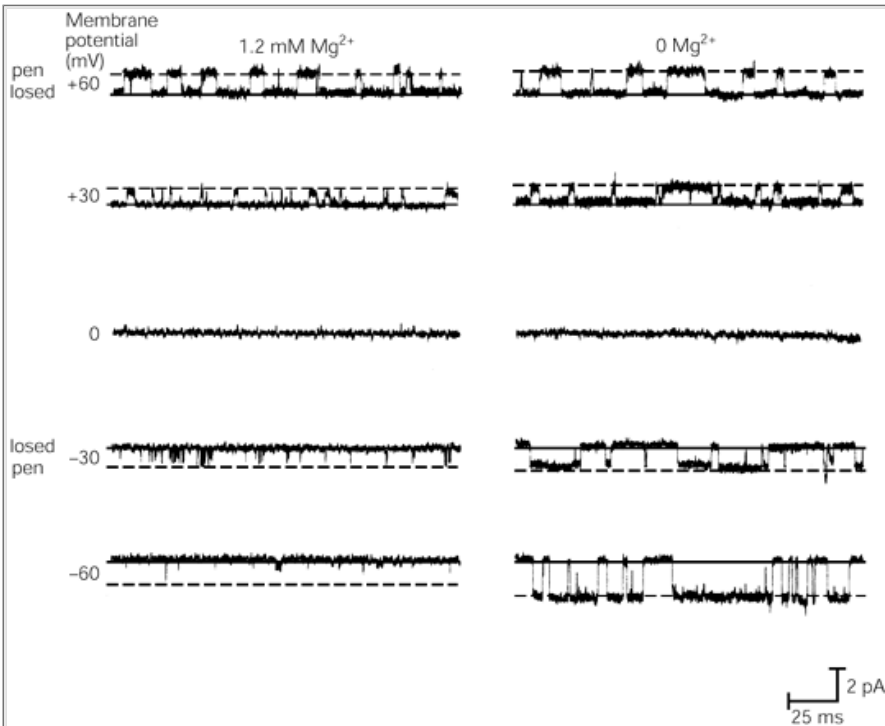 Membrane
potential
(mV)
1.2 mM Mg²⁺
0 Mg²⁺
pen
losed
+60
+30
0
losed
pen
−30
−60
2 pA
25 ms